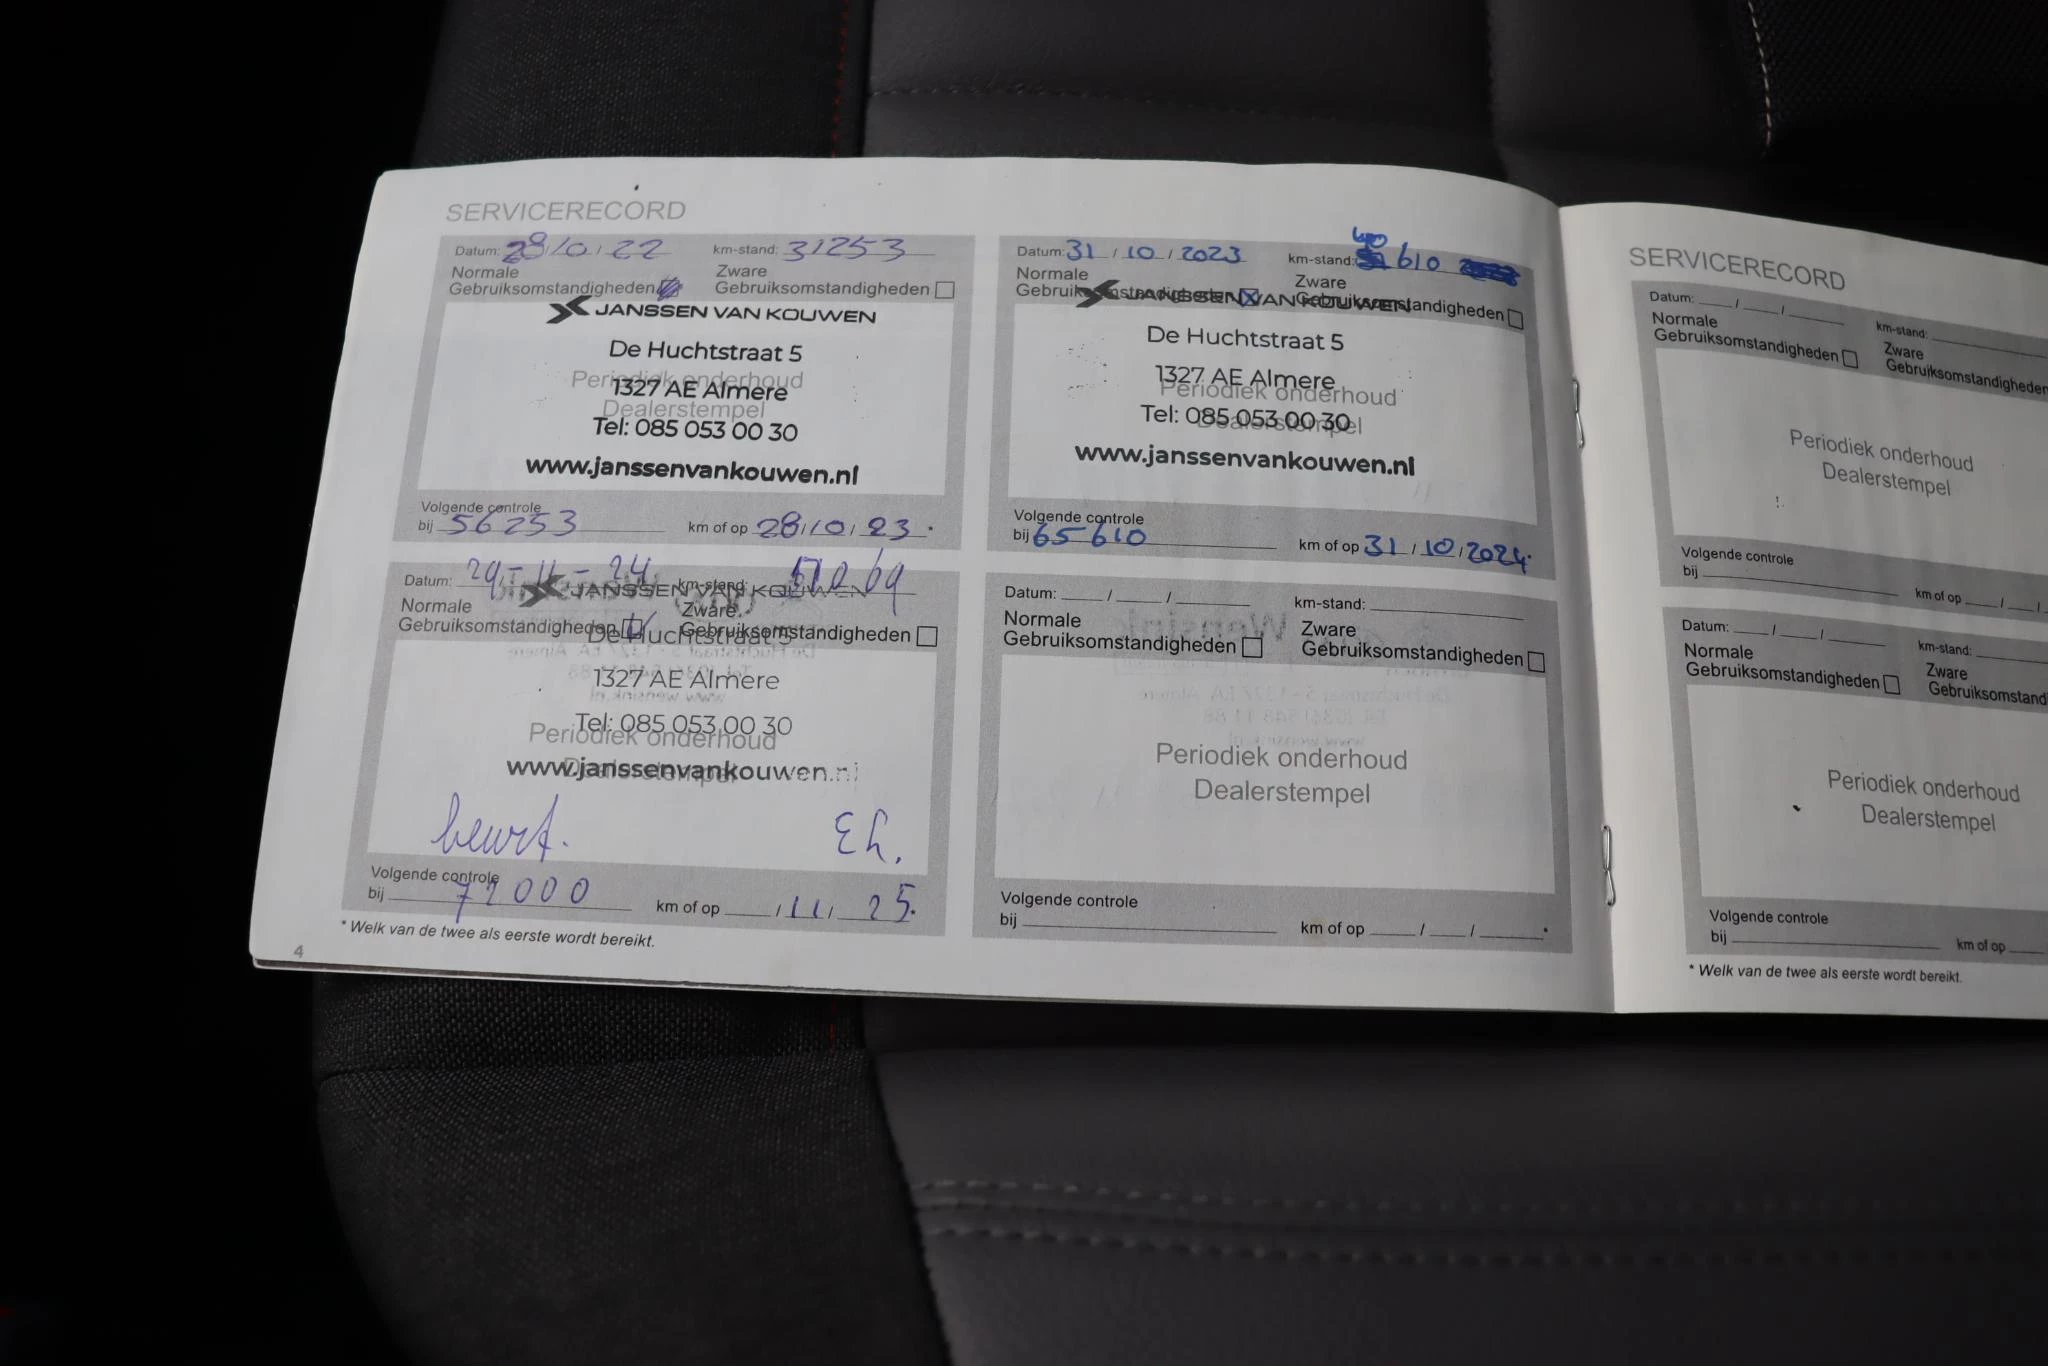 SERVICERECORD
Datum: 28/10/22 km-stand: 31253
Normale Gebruiksomstandigheden Zware Gebruiksomstandigheden
JANSSEN VAN KOUWEN
De Huchtstraat 5
Periodiek onderhoud
1327 AE Almere
Dealerstempel
Tel: 085 053 00 30
www.janssenvankouwen.nl
Volgende controle
bij 56253 km of op 28/10/23.*
Datum: 31/10/2023 km-stand: 40 610
Normale Gebruiksomstandigheden Zware Gebruiksomstandigheden
JANSSEN VAN KOUWEN
De Huchtstraat 5
1327 AE Almere
Periodiek onderhoud
Tel: 085 053 00 30
Dealerstempel
www.janssenvankouwen.nl
Volgende controle
bij 65 610 km of op 31/10/2024.*
Datum: 29-11-24 km-stand:
JANSSEN VAN KOUWEN
Normale Gebruiksomstandigheden Zware Gebruiksomstandigheden
De Huchtstraat 5
1327 AE Almere
Tel: 085 053 00 30
Periodiek onderhoud
www.janssenvankouwen.nl
Dealerstempel
beurt.
Volgende controle
bij km of op /11/25.*
Datum: / / km-stand:
Normale Gebruiksomstandigheden Zware Gebruiksomstandigheden
Periodiek onderhoud
Dealerstempel
Volgende controle
bij km of op / / .*
* Welk van de twee als eerste wordt bereikt.
4
SERVICERECORD
Datum: / / km-stand:
Normale Gebruiksomstandigheden Zware Gebruiksomstandigheden
Periodiek onderhoud
Dealerstempel
Volgende controle
bij km of op / /
Datum: / / km-stand:
Normale Gebruiksomstandigheden Zware
Periodiek onderhoud
Dealerstempel
Volgende controle
bij km of op
* Welk van de twee als eerste wordt bereikt.